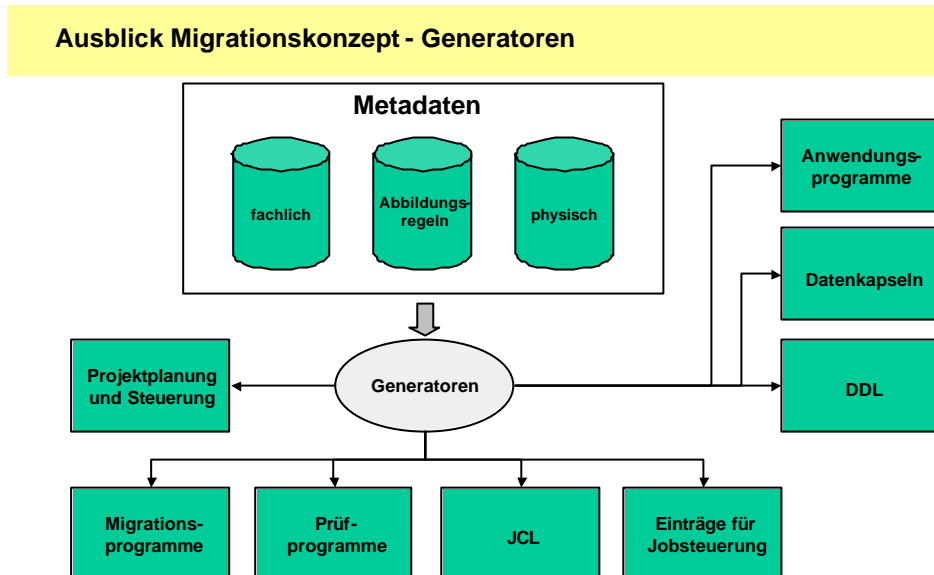 Ausblick Migrationskonzept - Generatoren
Metadaten
fachlich
Abbildungs-
regeln
physisch
Anwendungs-
programme
Datenkapseln
Projektplanung
und Steuerung
Generatoren
DDL
Migrations-
programme
Prüf-
programme
JCL
Einträge für
Jobsteuerung